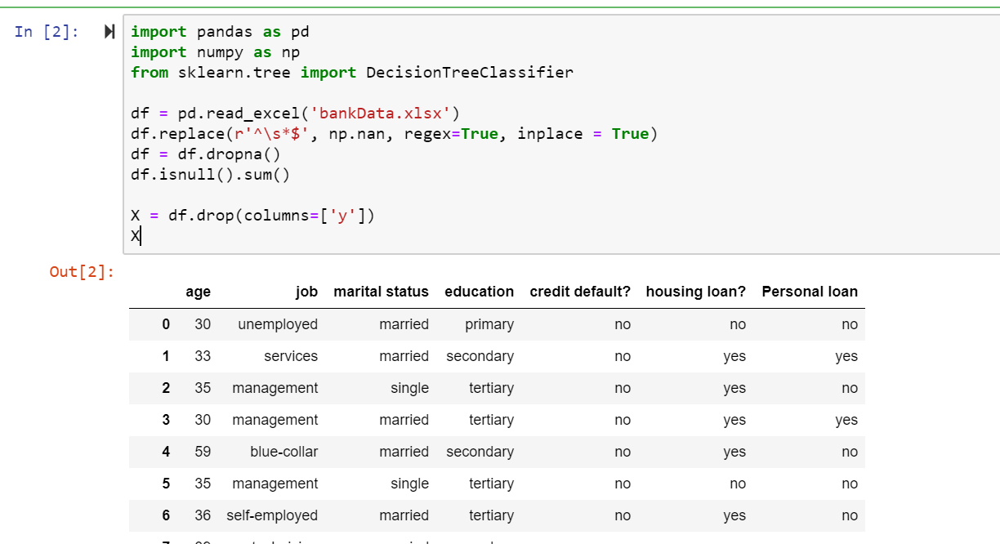 In [2]:
import pandas as pd
import numpy as np
from sklearn.tree import DecisionTreeClassifier
df = pd.read_excel('bankData.xlsx')
df.replace(r'^\s*$', np.nan, regex=True, inplace = True)
df = df.dropna()
df.isnull().sum()
X = df.drop(columns=['y'])
X
Out[2]:
age job marital status education credit default? housing loan? Personal loan
0 30 unemployed married primary no no no
1 33 services married secondary no yes yes
2 35 management single tertiary no yes no
3 30 management married tertiary no yes yes
4 59 blue-collar married secondary no yes no
5 35 management single tertiary no no no
6 36 self-employed married tertiary no yes no